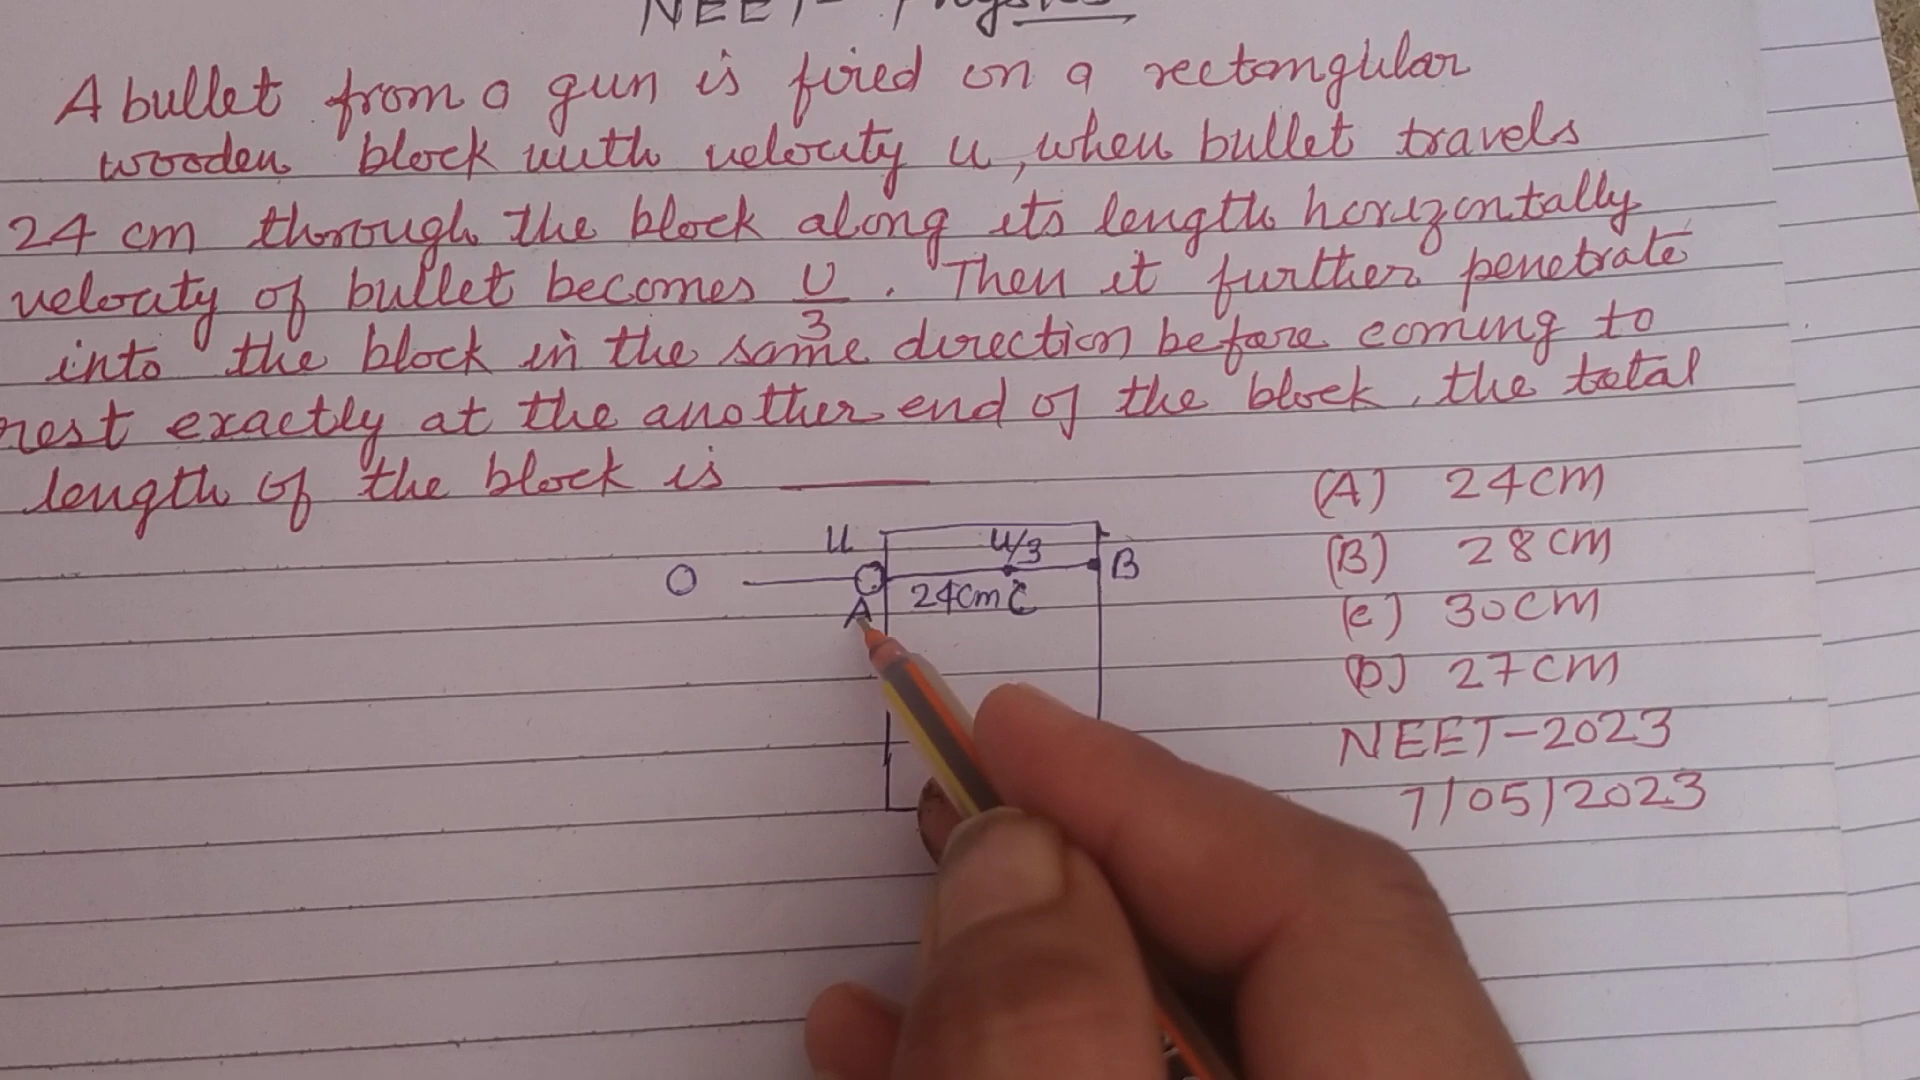 NEET- Physics
A bullet from a gun is fired on a rectangular
wooden block with velocity u, when bullet travels
24 cm through the block along its length horizontally
velocity of bullet becomes U/3. Then it further penetrate
into the block in the same direction before coming to
rest exactly at the another end of the block, the total
length of the block is ______
(A) 24cm
(B) 28cm
(C) 30cm
(D) 27cm
NEET-2023
7/05/2023
u
u/3
B
24cm
C
A